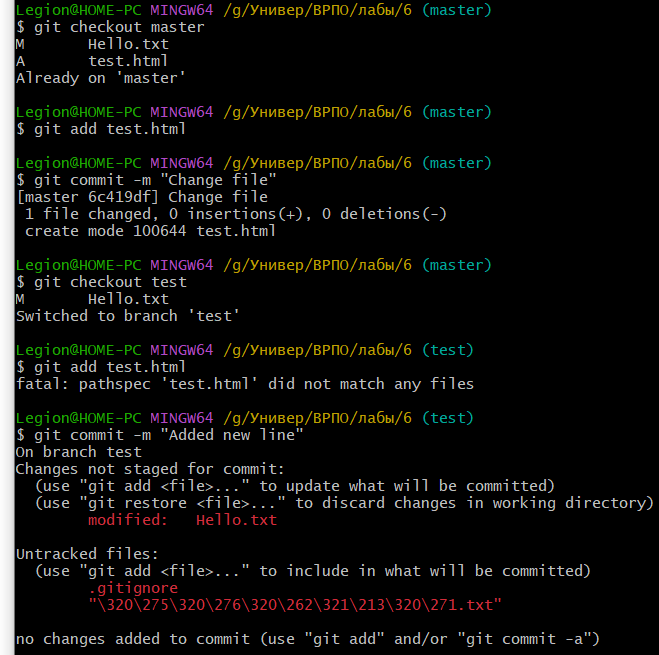 Legion@HOME-PC MINGW64 /g/Универ/ВРПО/лабы/6 (master)
$ git checkout master
M       Hello.txt
A       test.html
Already on 'master'

Legion@HOME-PC MINGW64 /g/Универ/ВРПО/лабы/6 (master)
$ git add test.html

Legion@HOME-PC MINGW64 /g/Универ/ВРПО/лабы/6 (master)
$ git commit -m "Change file"
[master 6c419df] Change file
 1 file changed, 0 insertions(+), 0 deletions(-)
 create mode 100644 test.html

Legion@HOME-PC MINGW64 /g/Универ/ВРПО/лабы/6 (master)
$ git checkout test
M       Hello.txt
Switched to branch 'test'

Legion@HOME-PC MINGW64 /g/Универ/ВРПО/лабы/6 (test)
$ git add test.html
fatal: pathspec 'test.html' did not match any files

Legion@HOME-PC MINGW64 /g/Универ/ВРПО/лабы/6 (test)
$ git commit -m "Added new line"
On branch test
Changes not staged for commit:
  (use "git add <file>..." to update what will be committed)
  (use "git restore <file>..." to discard changes in working directory)
        modified:   Hello.txt

Untracked files:
  (use "git add <file>..." to include in what will be committed)
        .gitignore
        "\320\275\320\276\320\262\321\213\320\271.txt"

no changes added to commit (use "git add" and/or "git commit -a")